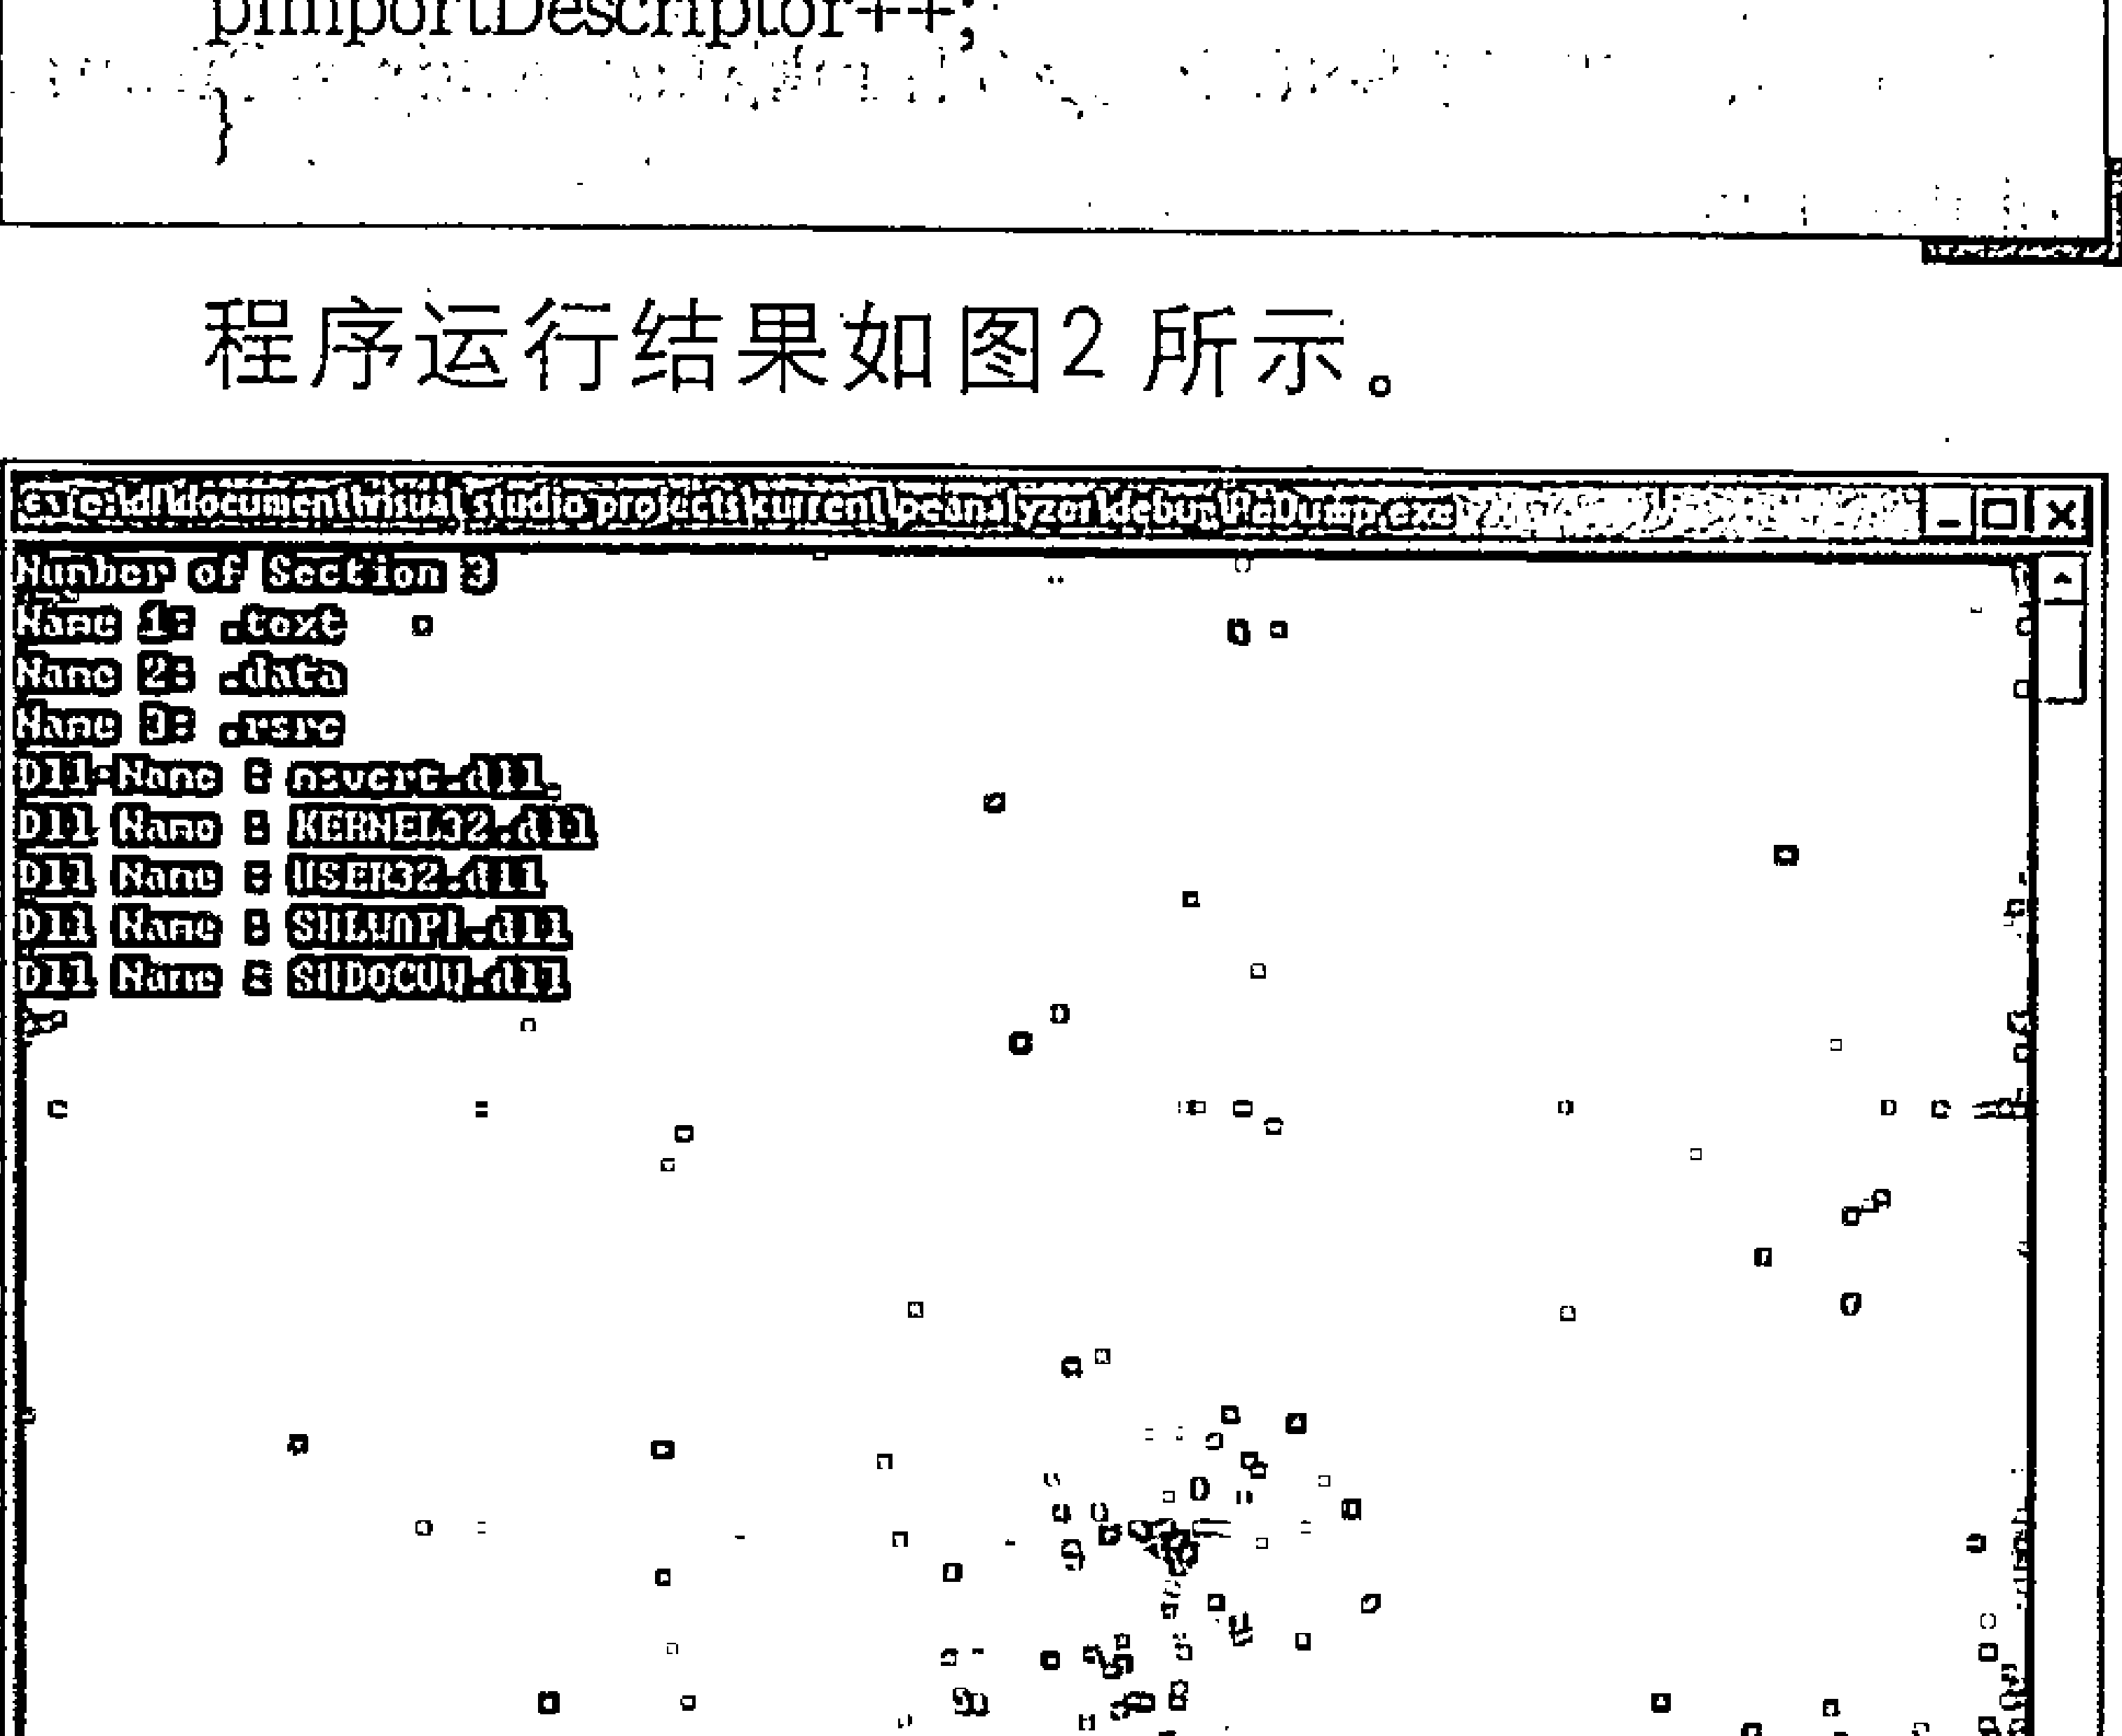 pImportDescriptor++;
}
程序运行结果如图2 所示。
Number of Section 3
Name 1: .text
Name 2: .data
Name 3: .rsrc
Dll Name : msvcrt.dll
Dll Name : KERNEL32.dll
Dll Name : USER32.dll
Dll Name : SHLWAPI.dll
Dll Name : SHDOCVW.dll